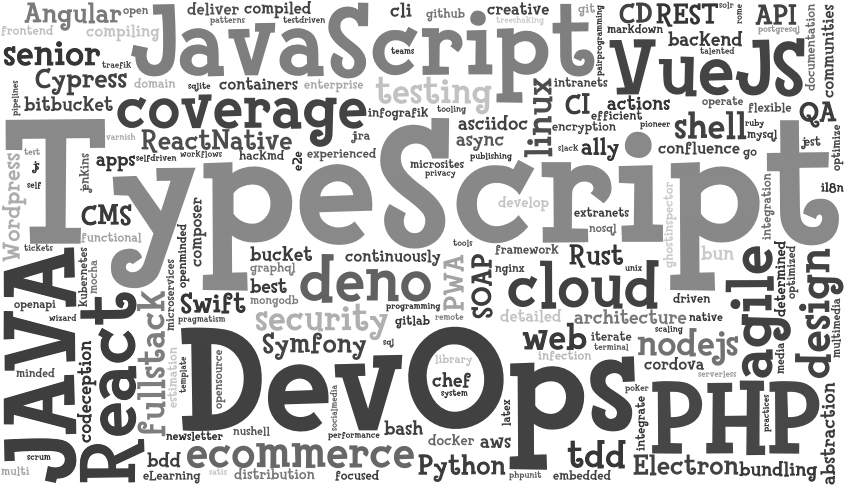 Angular
open
deliver
compiled
cli
github
creative
git
CD
REST
solr
rome
API
postgresql
documentation
communities
frontend
compiling
patterns
testdriven
JavaScript
treeshaking
pairprogramming
markdown
backend
talented
senior
traefik
teams
VueJS
Cypress
domain
sqlite
containers
enterprise
testing
intranets
pipelines
bitbucket
coverage
infografik
tooling
linux
CI
actions
efficient
operate
flexible
QA
varnish
ReactNative
jira
asciidoc
encryption
pioneer
shell
ruby
mysql
jest
optimize
TypeScript
test
jenkins
apps
selfdriven
workflows
hackmd
e2e
experienced
async
publishing
slack
ally
confluence
go
Wordpress
self
microsites
privacy
il8n
CMS
composer
develop
extranets
nosql
ghostinspector
integration
functional
openminded
tickets
bucket
continuously
tools
framework
Rust
bun
JAVA
kubernetes
mocha
microservices
graphql
best
mongodb
deno
PWA
SOAP
nginx
cloud
unix
agile
determined
optimized
design
multimedia
openapi
wizard
React
fullstack
Swift
pragmatism
programming
remote
driven
security
gitlab
detailed
architecture
native
scaling
Symfony
sql
web
iterate
terminal
nodejs
media
minded
codeception
estimation
template
opensource
DevOps
library
chef
system
infection
cordova
serverless
socialmedia
latex
poker
integrate
PHP
practices
abstraction
newsletter
nushell
performance
bash
docker
aws
scrum
multi
bdd
eLearning
ecommerce
satis
distribution
focused
Python
phpunit
tdd
embedded
Electron
bundling